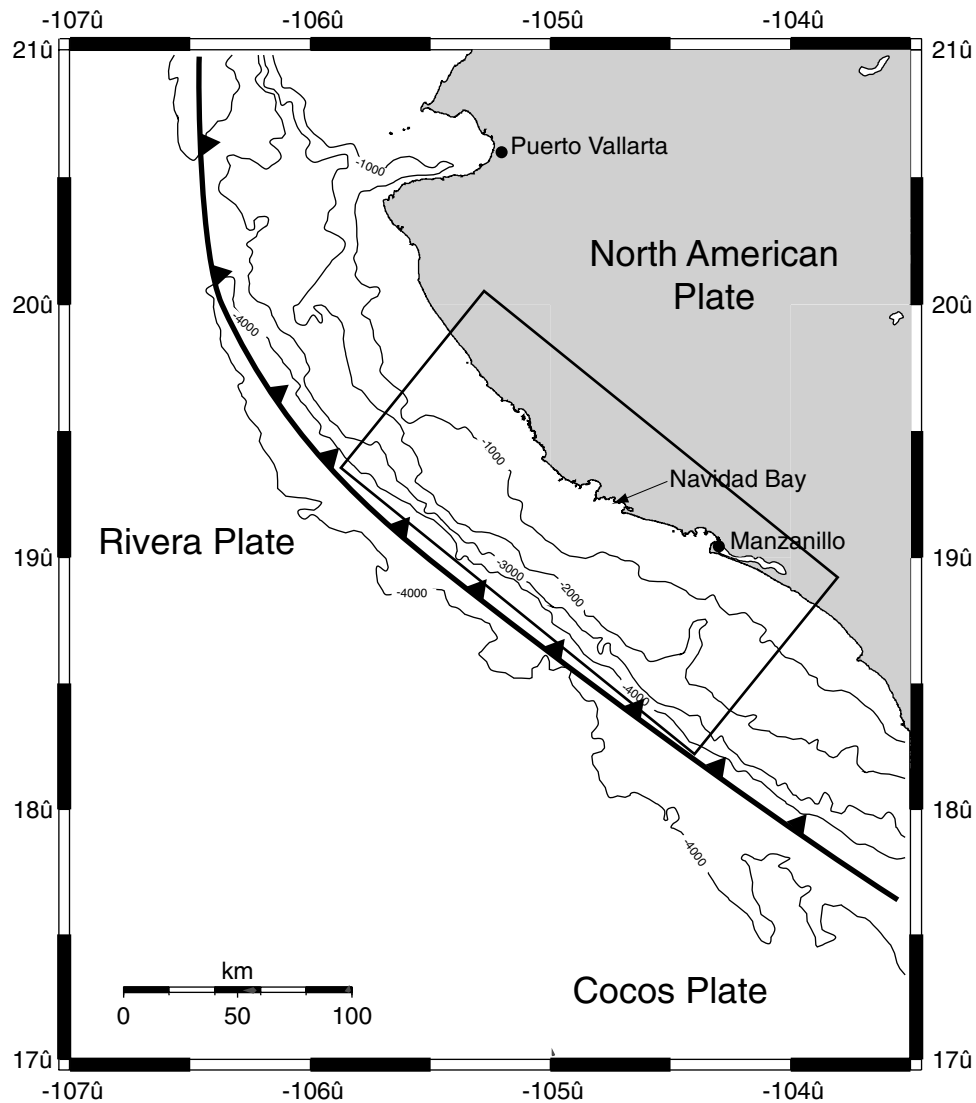 -107û -106û -105û -104û
21û 21û
Puerto Vallarta
-1000
North American
Plate
20û 20û
-4000
-1000
Navidad Bay
Rivera Plate
Manzanillo
19û 19û
-3000
-2000
-4000
-4000
18û 18û
-4000
km
0 50 100
Cocos Plate
17û 17û
-107û -106û -105û -104û